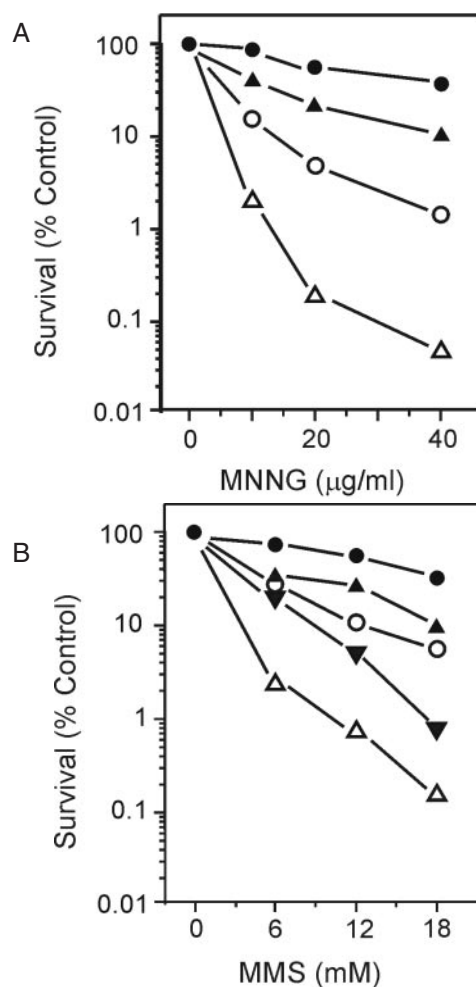 A
Survival (% Control)
100
10
1
0.1
0.01
0
20
40
MNNG (μg/ml)
B
Survival (% Control)
100
10
1
0.1
0.01
0
6
12
18
MMS (mM)